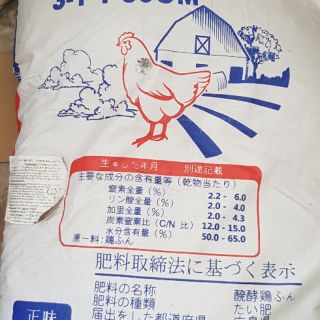 生産した年月 別途記載
主要な成分の含有量等（乾物当たり）
窒素全量（%） 2.2 - 6.0
リン酸全量（%） 2.0 - 4.0
加里全量（%） 2.0 - 4.3
炭素窒素比（C/N 比） 12.0 - 15.0
水分含有量（%） 50.0 - 65.0
原一料：鶏ふん
肥料取締法に基づく表示
肥料の名称 醗酵鶏ふん
肥料の種類 たい肥
届出をした都道府県
正味